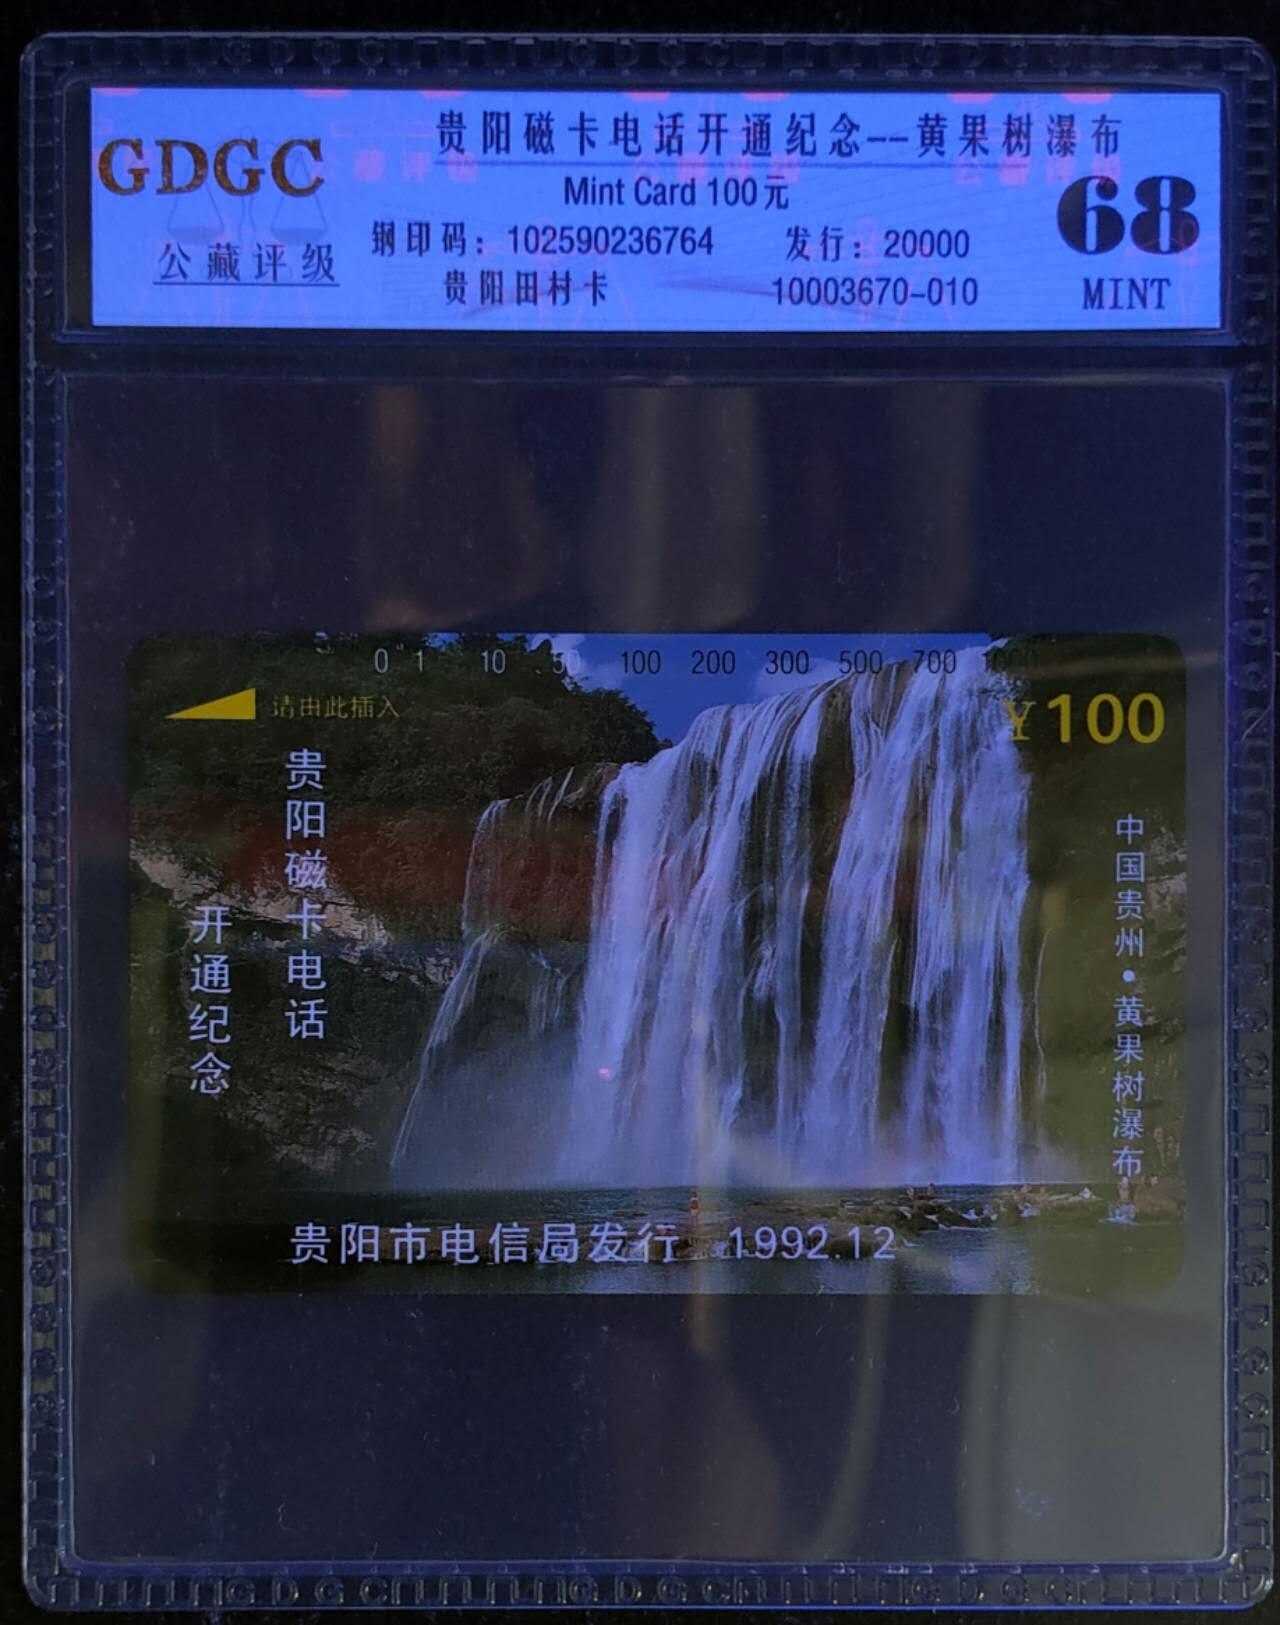 GDGC
公藏评级
贵阳磁卡电话开通纪念--黄果树瀑布
Mint Card 100元
钢印码：102590236764 发行：20000
贵阳田村卡 10003670-010
68
MINT
0 1 10 50 100 200 300 500 700 1000
请由此插入
¥100
贵阳磁卡电话
开通纪念
中国贵州·黄果树瀑布
贵阳市电信局发行 1992.12